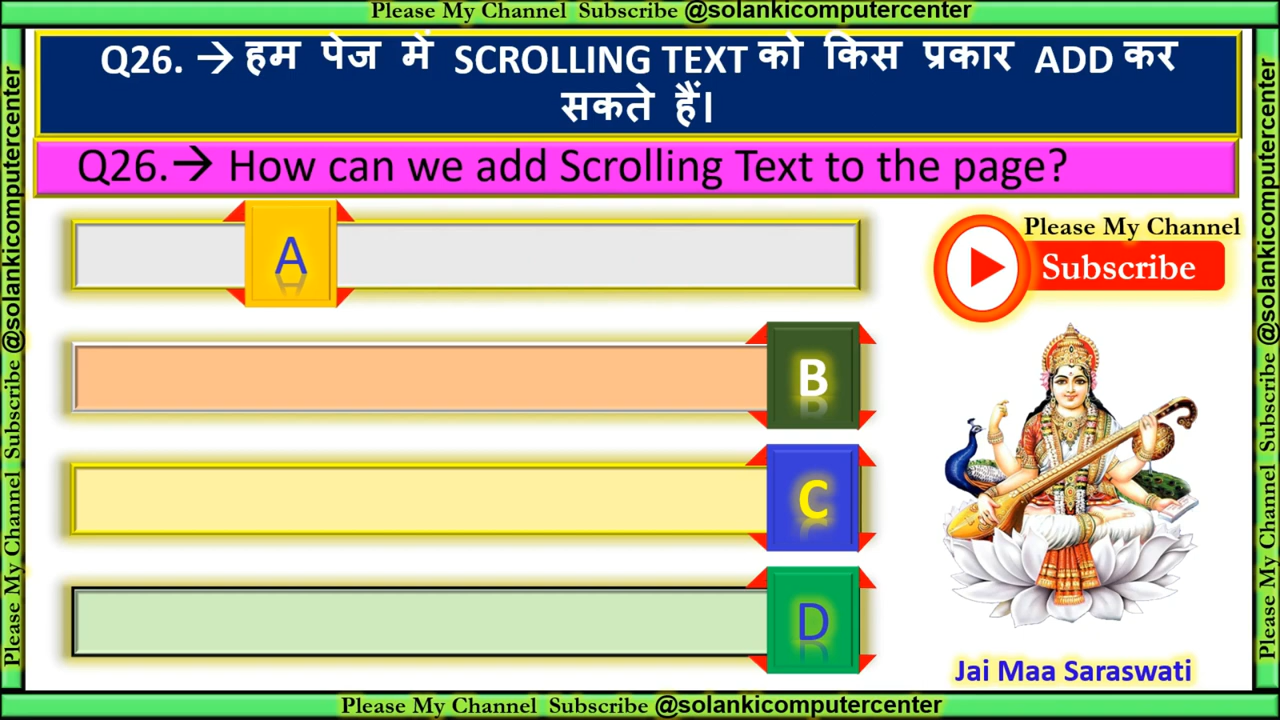 Please My Channel Subscribe @solankicomputercenter
Q26. → हम पेज में SCROLLING TEXT को किस प्रकार ADD कर
सकते हैं।
Q26.→ How can we add Scrolling Text to the page?
A
B
C
D
Please My Channel
Subscribe
Jai Maa Saraswati
Please My Channel Subscribe @solankicomputercenter
Please My Channel Subscribe @solankicomputercenter
Please My Channel Subscribe @solankicomputercenter